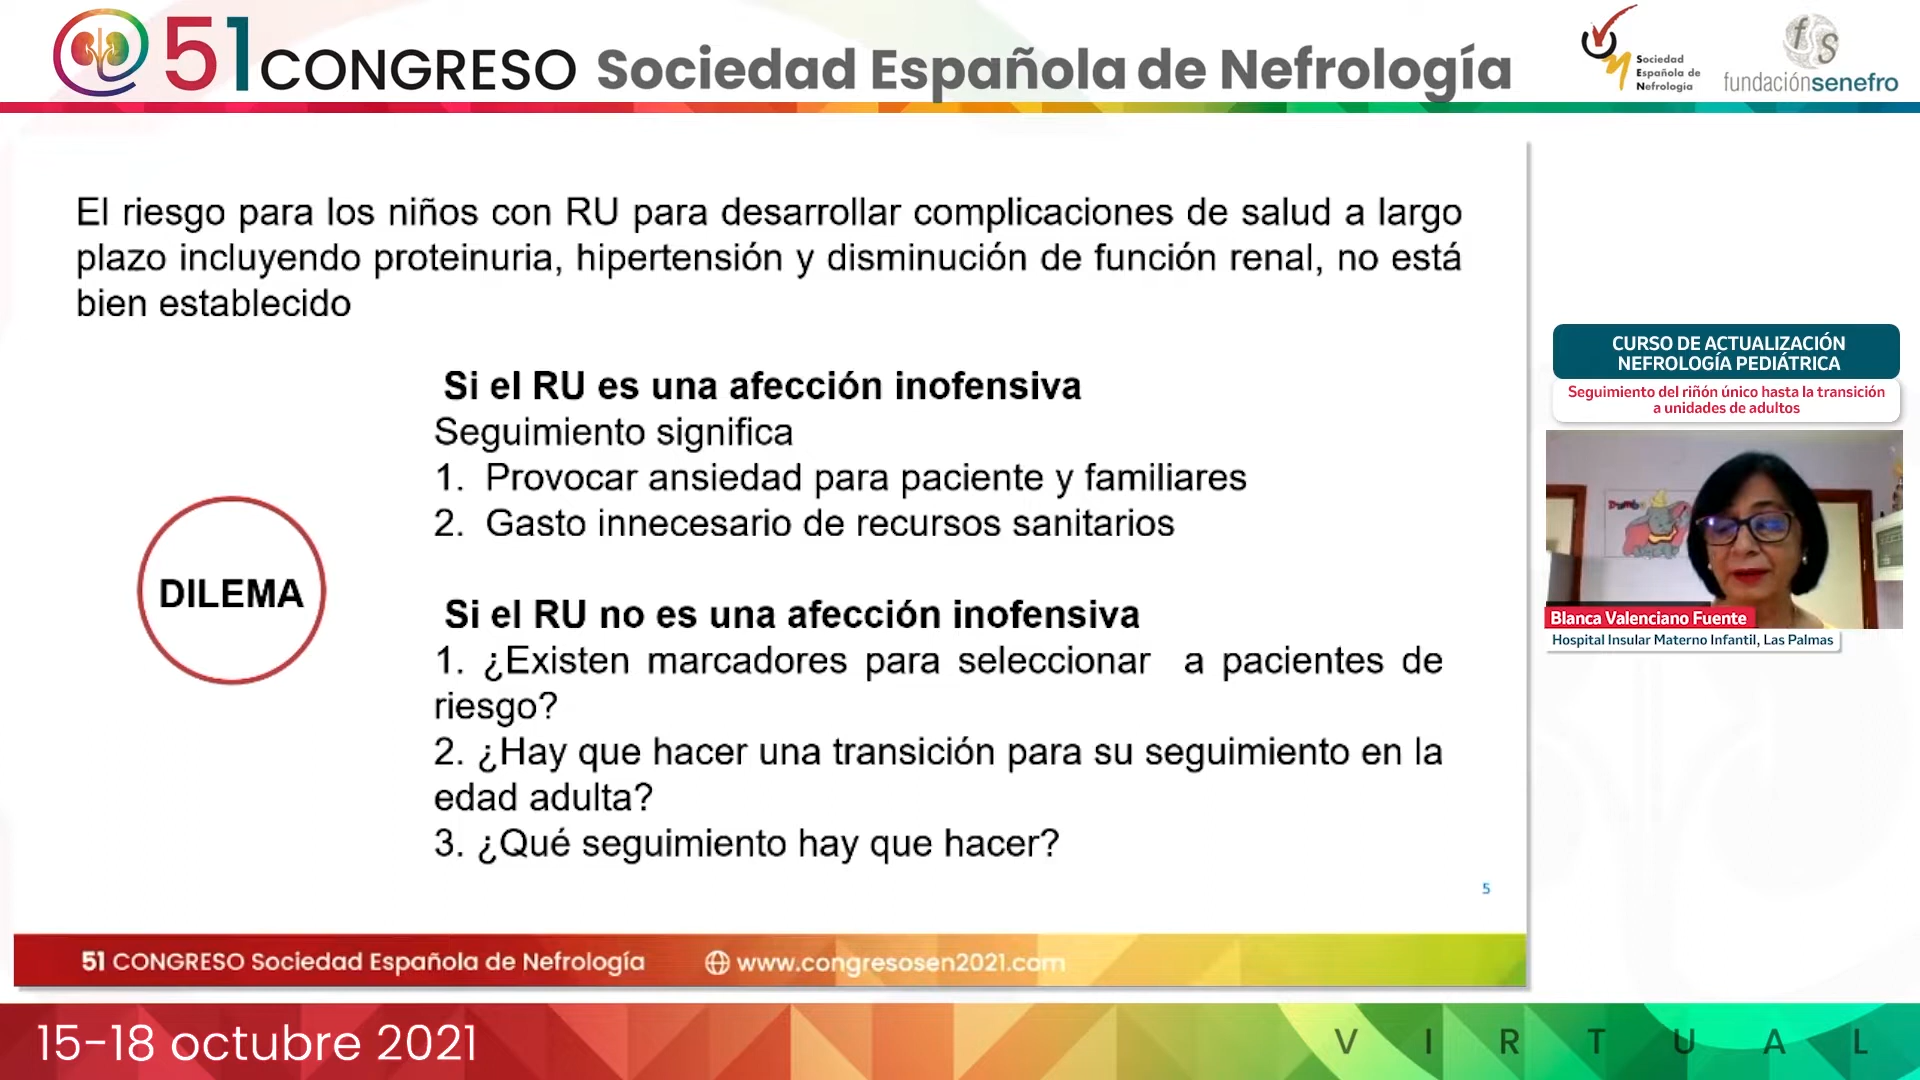 51 CONGRESO Sociedad Española de Nefrología
Sociedad
Española de
Nefrología
fS
fundaciónsenefro
El riesgo para los niños con RU para desarrollar complicaciones de salud a largo
plazo incluyendo proteinuria, hipertensión y disminución de función renal, no está
bien establecido
Si el RU es una afección inofensiva
Seguimiento significa
1. Provocar ansiedad para paciente y familiares
2. Gasto innecesario de recursos sanitarios
DILEMA
Si el RU no es una afección inofensiva
1. ¿Existen marcadores para seleccionar a pacientes de
riesgo?
2. ¿Hay que hacer una transición para su seguimiento en la
edad adulta?
3. ¿Qué seguimiento hay que hacer?
5
51 CONGRESO Sociedad Española de Nefrología
www.congresosen2021.com
CURSO DE ACTUALIZACIÓN
NEFROLOGÍA PEDIÁTRICA
Seguimiento del riñón único hasta la transición
a unidades de adultos
Dumbo
Blanca Valenciano Fuente
Hospital Insular Materno Infantil, Las Palmas
15-18 octubre 2021
VIRTUAL